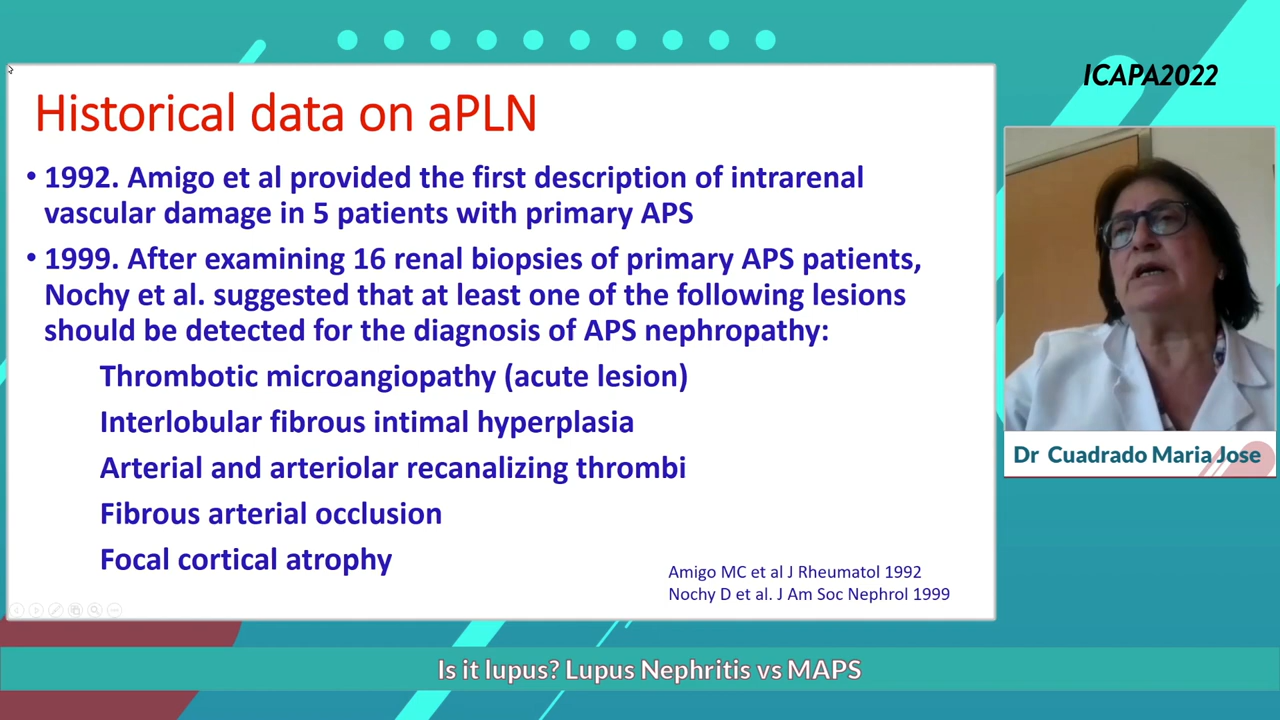 ICAPA2022
Historical data on aPLN
• 1992. Amigo et al provided the first description of intrarenal
vascular damage in 5 patients with primary APS
• 1999. After examining 16 renal biopsies of primary APS patients,
Nochy et al. suggested that at least one of the following lesions
should be detected for the diagnosis of APS nephropathy:
Thrombotic microangiopathy (acute lesion)
Interlobular fibrous intimal hyperplasia
Arterial and arteriolar recanalizing thrombi
Fibrous arterial occlusion
Focal cortical atrophy
Amigo MC et al J Rheumatol 1992
Nochy D et al. J Am Soc Nephrol 1999
Dr Cuadrado Maria Jose
Is it lupus? Lupus Nephritis vs MAPS